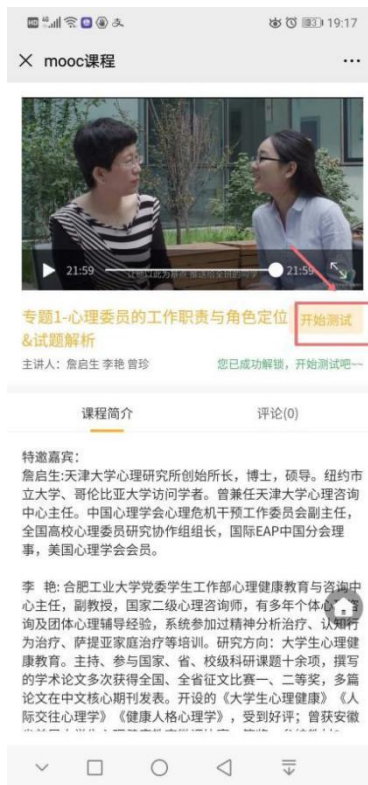 19:17
mooc课程
21:59
21:59
专题1-心理委员的工作职责与角色定位
&试题解析
开始测试
主讲人：詹启生 李艳 曾珍
您已成功解锁，开始测试吧~~
课程简介
评论(0)
特邀嘉宾：
詹启生:天津大学心理研究所创始所长，博士，硕导。纽约市
立大学、哥伦比亚大学访问学者。曾兼任天津大学心理咨询
中心主任。中国心理学会心理危机干预工作委员会副主任，
全国高校心理委员研究协作组组长，国际EAP中国分会理
事，美国心理学会会员。
李 艳: 合肥工业大学党委学生工作部心理健康教育与咨询中
心主任，副教授，国家二级心理咨询师，有多年个体心
询及团体心理辅导经验，系统参加过精神分析治疗、认知行
为治疗、萨提亚家庭治疗等培训。研究方向：大学生心理健
康教育。主持、参与国家、省、校级科研课题十余项，撰写
的学术论文多次获得全国、全省征文比赛一、二等奖，多篇
论文在中文核心期刊发表。开设的《大学生心理健康》《人
际交往心理学》《健康人格心理学》，受到好评；曾获安徽